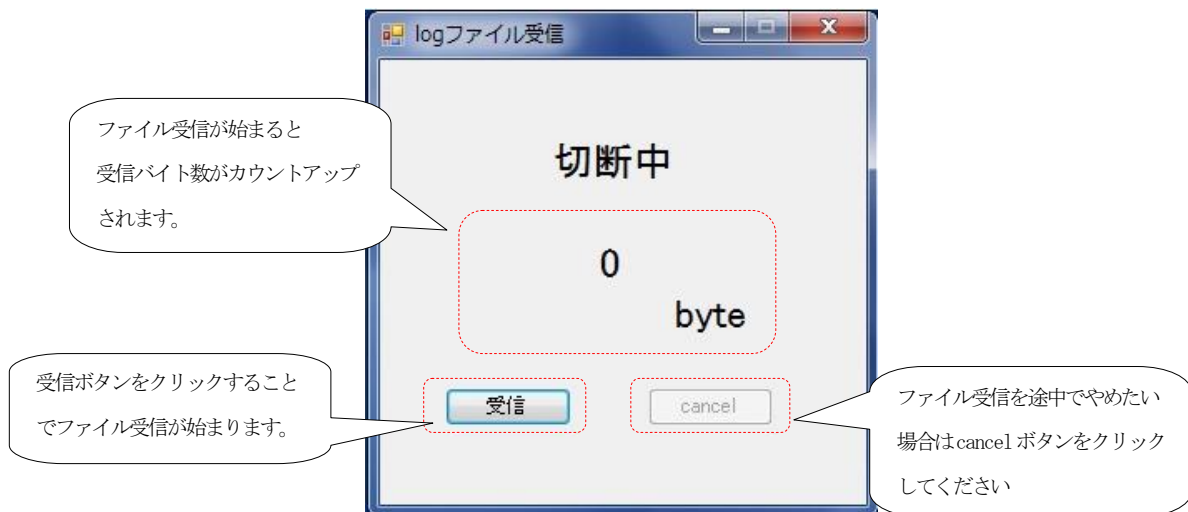 logファイル受信
ファイル受信が始まると
受信バイト数がカウントアップ
されます。
切断中
0
byte
受信ボタンをクリックすること
でファイル受信が始まります。
受信
cancel
ファイル受信を途中でやめたい
場合はcancel ボタンをクリック
してください